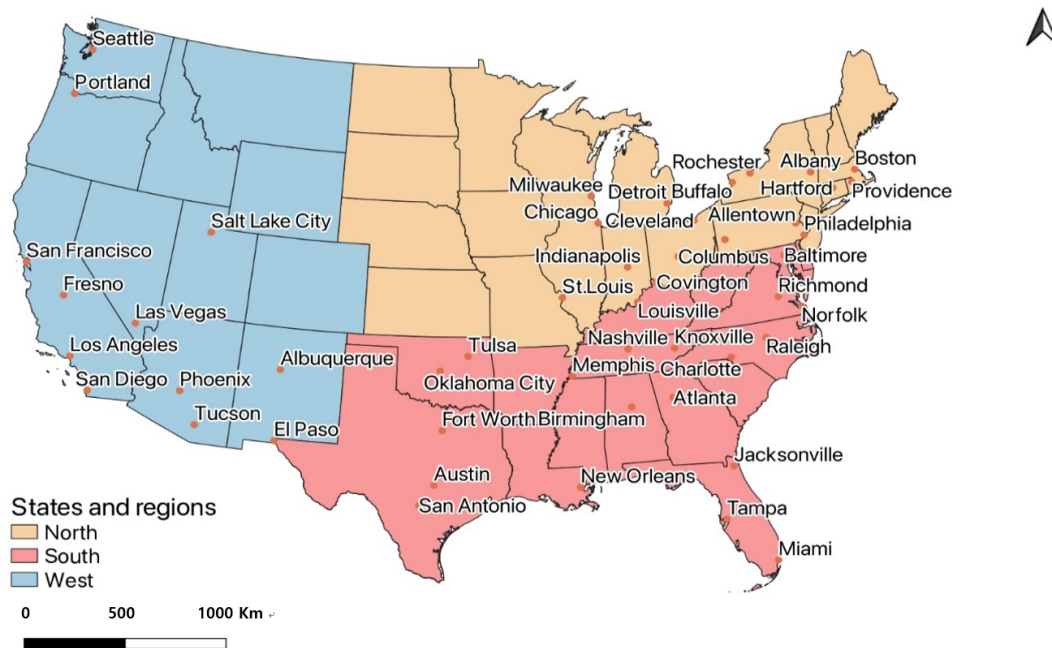 Seattle
Portland
Rochester
Albany
Boston
Milwaukee
Detroit
Buffalo
Hartford
Providence
Chicago
Cleveland
Allentown
Philadelphia
Salt Lake City
San Francisco
Indianapolis
Columbus
Baltimore
Fresno
St.Louis
Covington
Richmond
Las Vegas
Louisville
Norfolk
Los Angeles
Albuquerque
Tulsa
Nashville
Knoxville
Raleigh
San Diego
Phoenix
Oklahoma City
Memphis
Charlotte
Tucson
El Paso
Fort Worth
Birmingham
Atlanta
Austin
New Orleans
Jacksonville
San Antonio
Tampa
Miami
States and regions
North
South
West
0 500 1000 Km